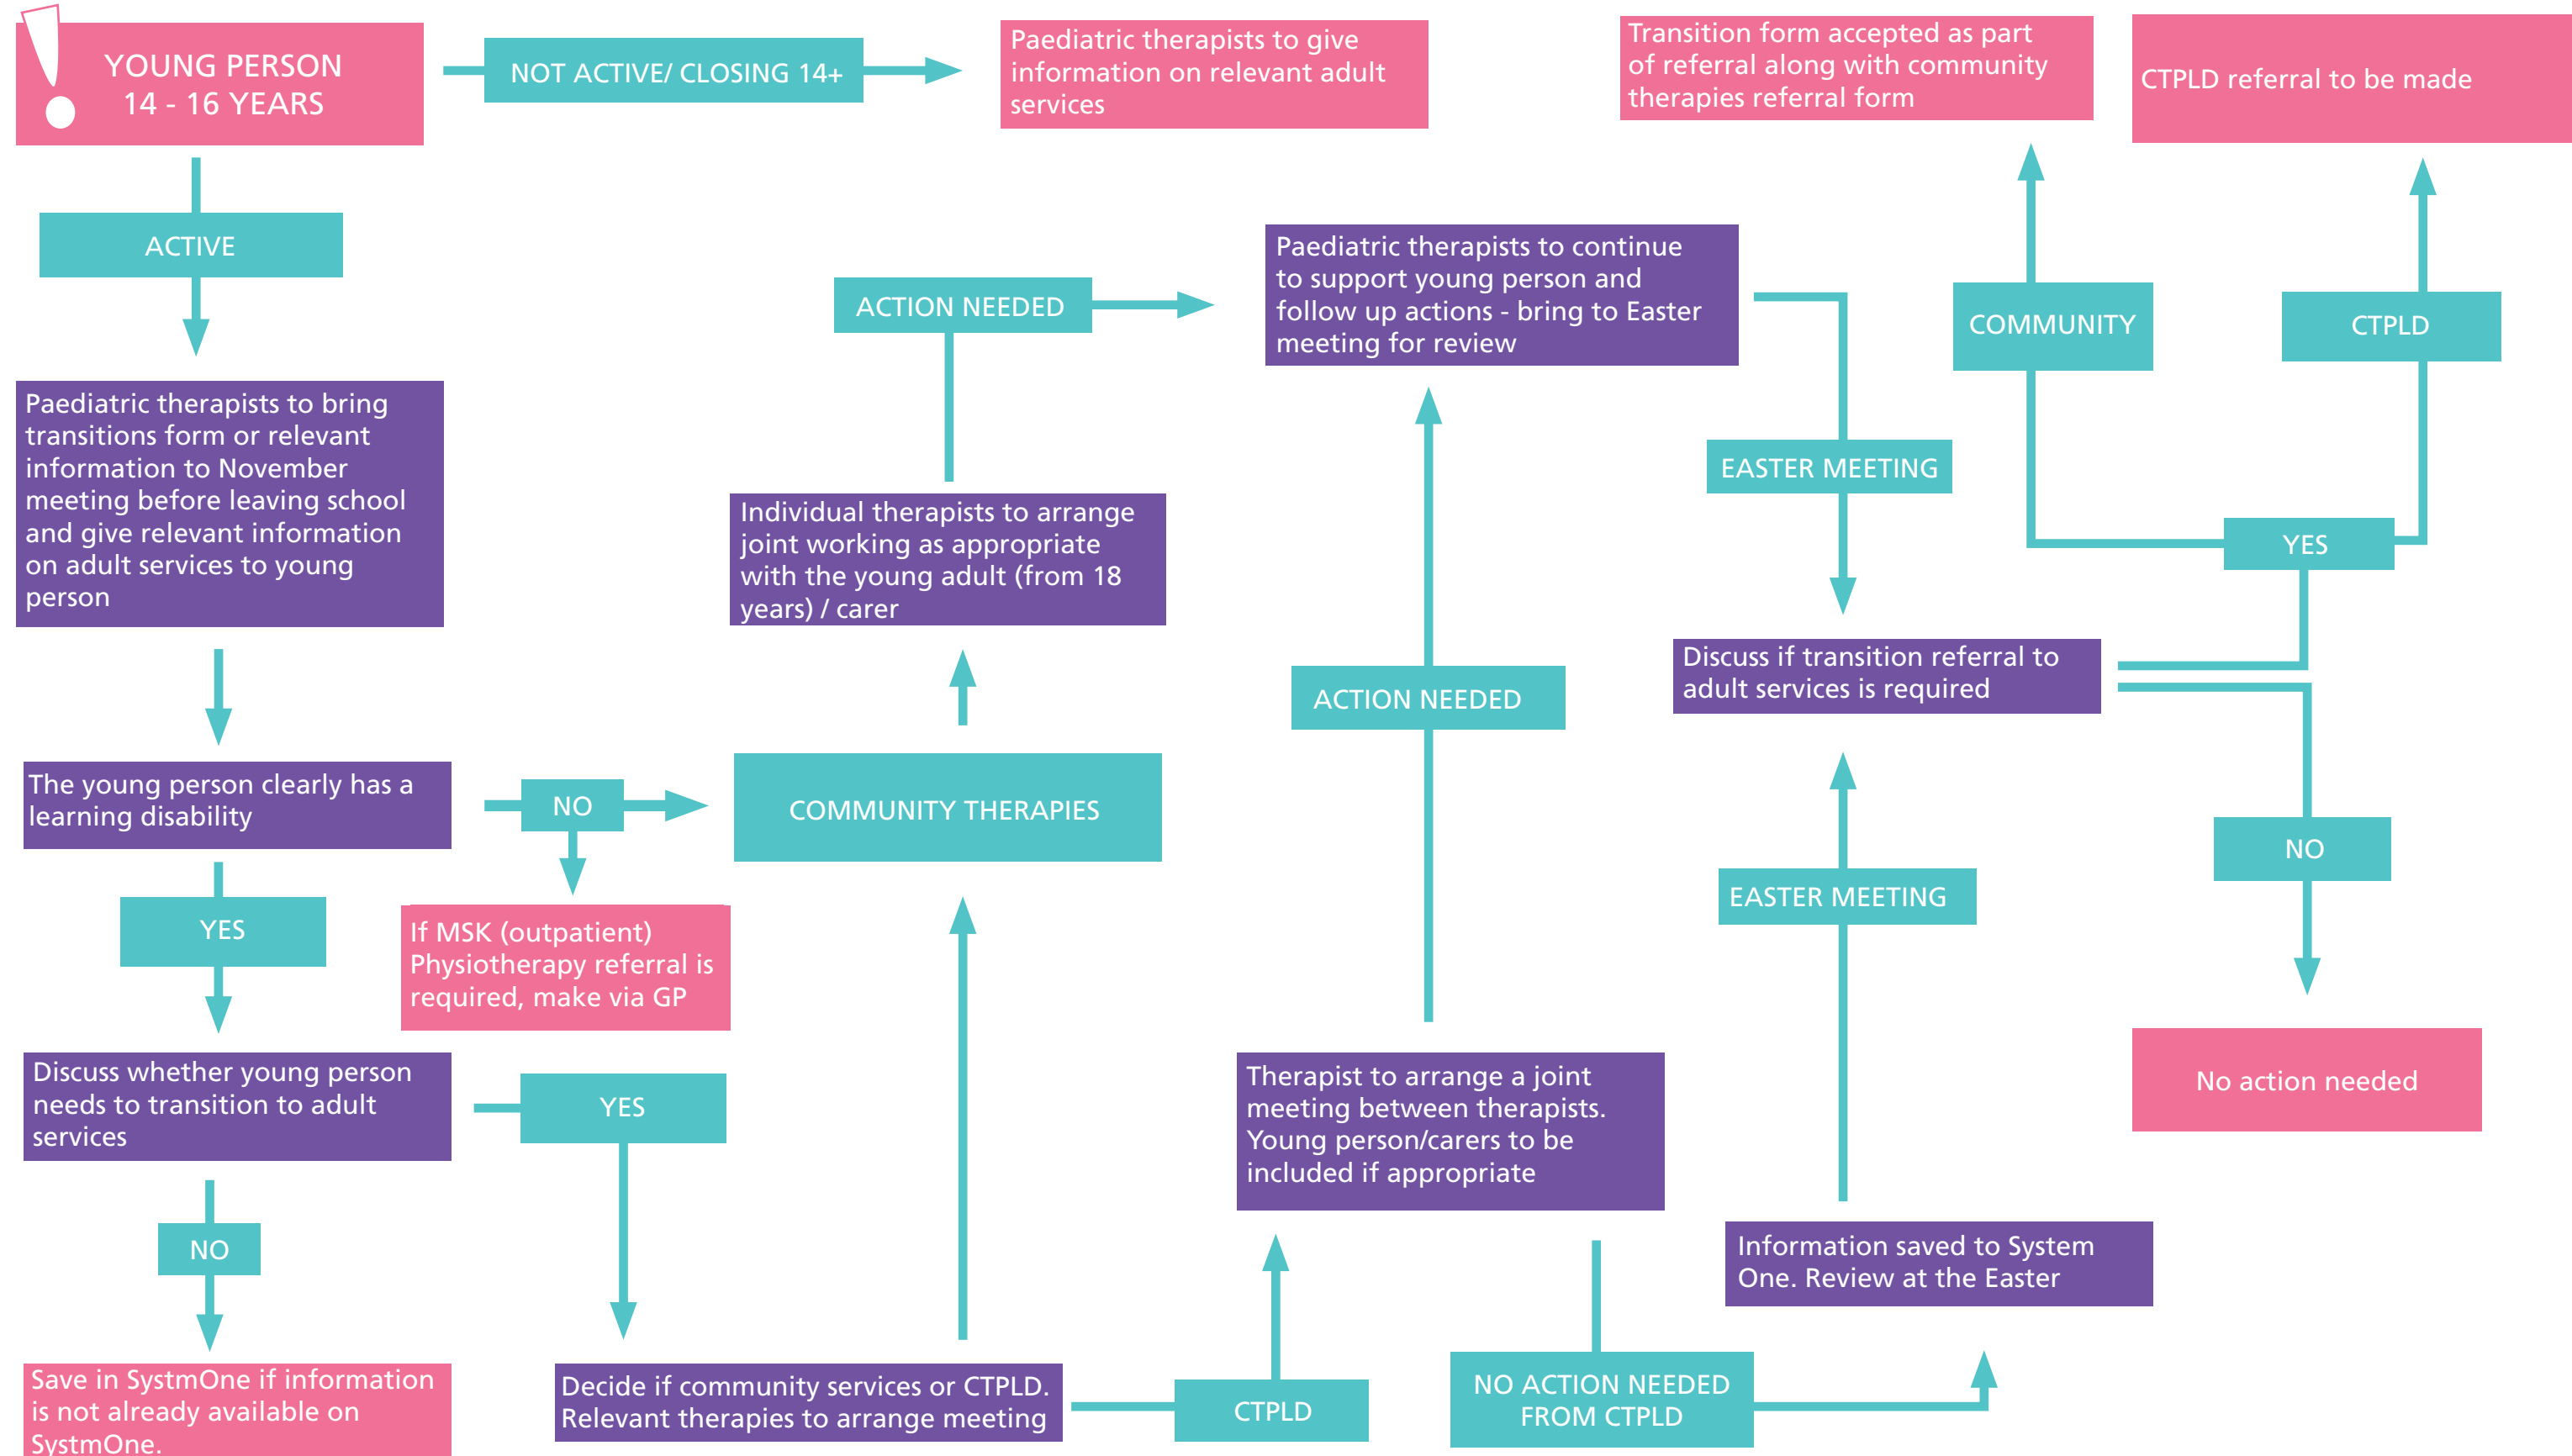 YOUNG PERSON
14 - 16 YEARS
NOT ACTIVE/ CLOSING 14+
Paediatric therapists to give
information on relevant adult
services
Transition form accepted as part
of referral along with community
therapies referral form
CTPLD referral to be made
ACTIVE
ACTION NEEDED
Paediatric therapists to continue
to support young person and
follow up actions - bring to Easter
meeting for review
COMMUNITY
CTPLD
Paediatric therapists to bring
transitions form or relevant
information to November
meeting before leaving school
and give relevant information
on adult services to young
person
EASTER MEETING
Individual therapists to arrange
joint working as appropriate
with the young adult (from 18
years) / carer
YES
Discuss if transition referral to
adult services is required
ACTION NEEDED
The young person clearly has a
learning disability
NO
COMMUNITY THERAPIES
NO
EASTER MEETING
YES
If MSK (outpatient)
Physiotherapy referral is
required, make via GP
Discuss whether young person
needs to transition to adult
services
YES
Therapist to arrange a joint
meeting between therapists.
Young person/carers to be
included if appropriate
No action needed
NO
Information saved to System
One. Review at the Easter
Save in SystmOne if information
is not already available on
SystmOne.
Decide if community services or CTPLD.
Relevant therapies to arrange meeting
CTPLD
NO ACTION NEEDED
FROM CTPLD